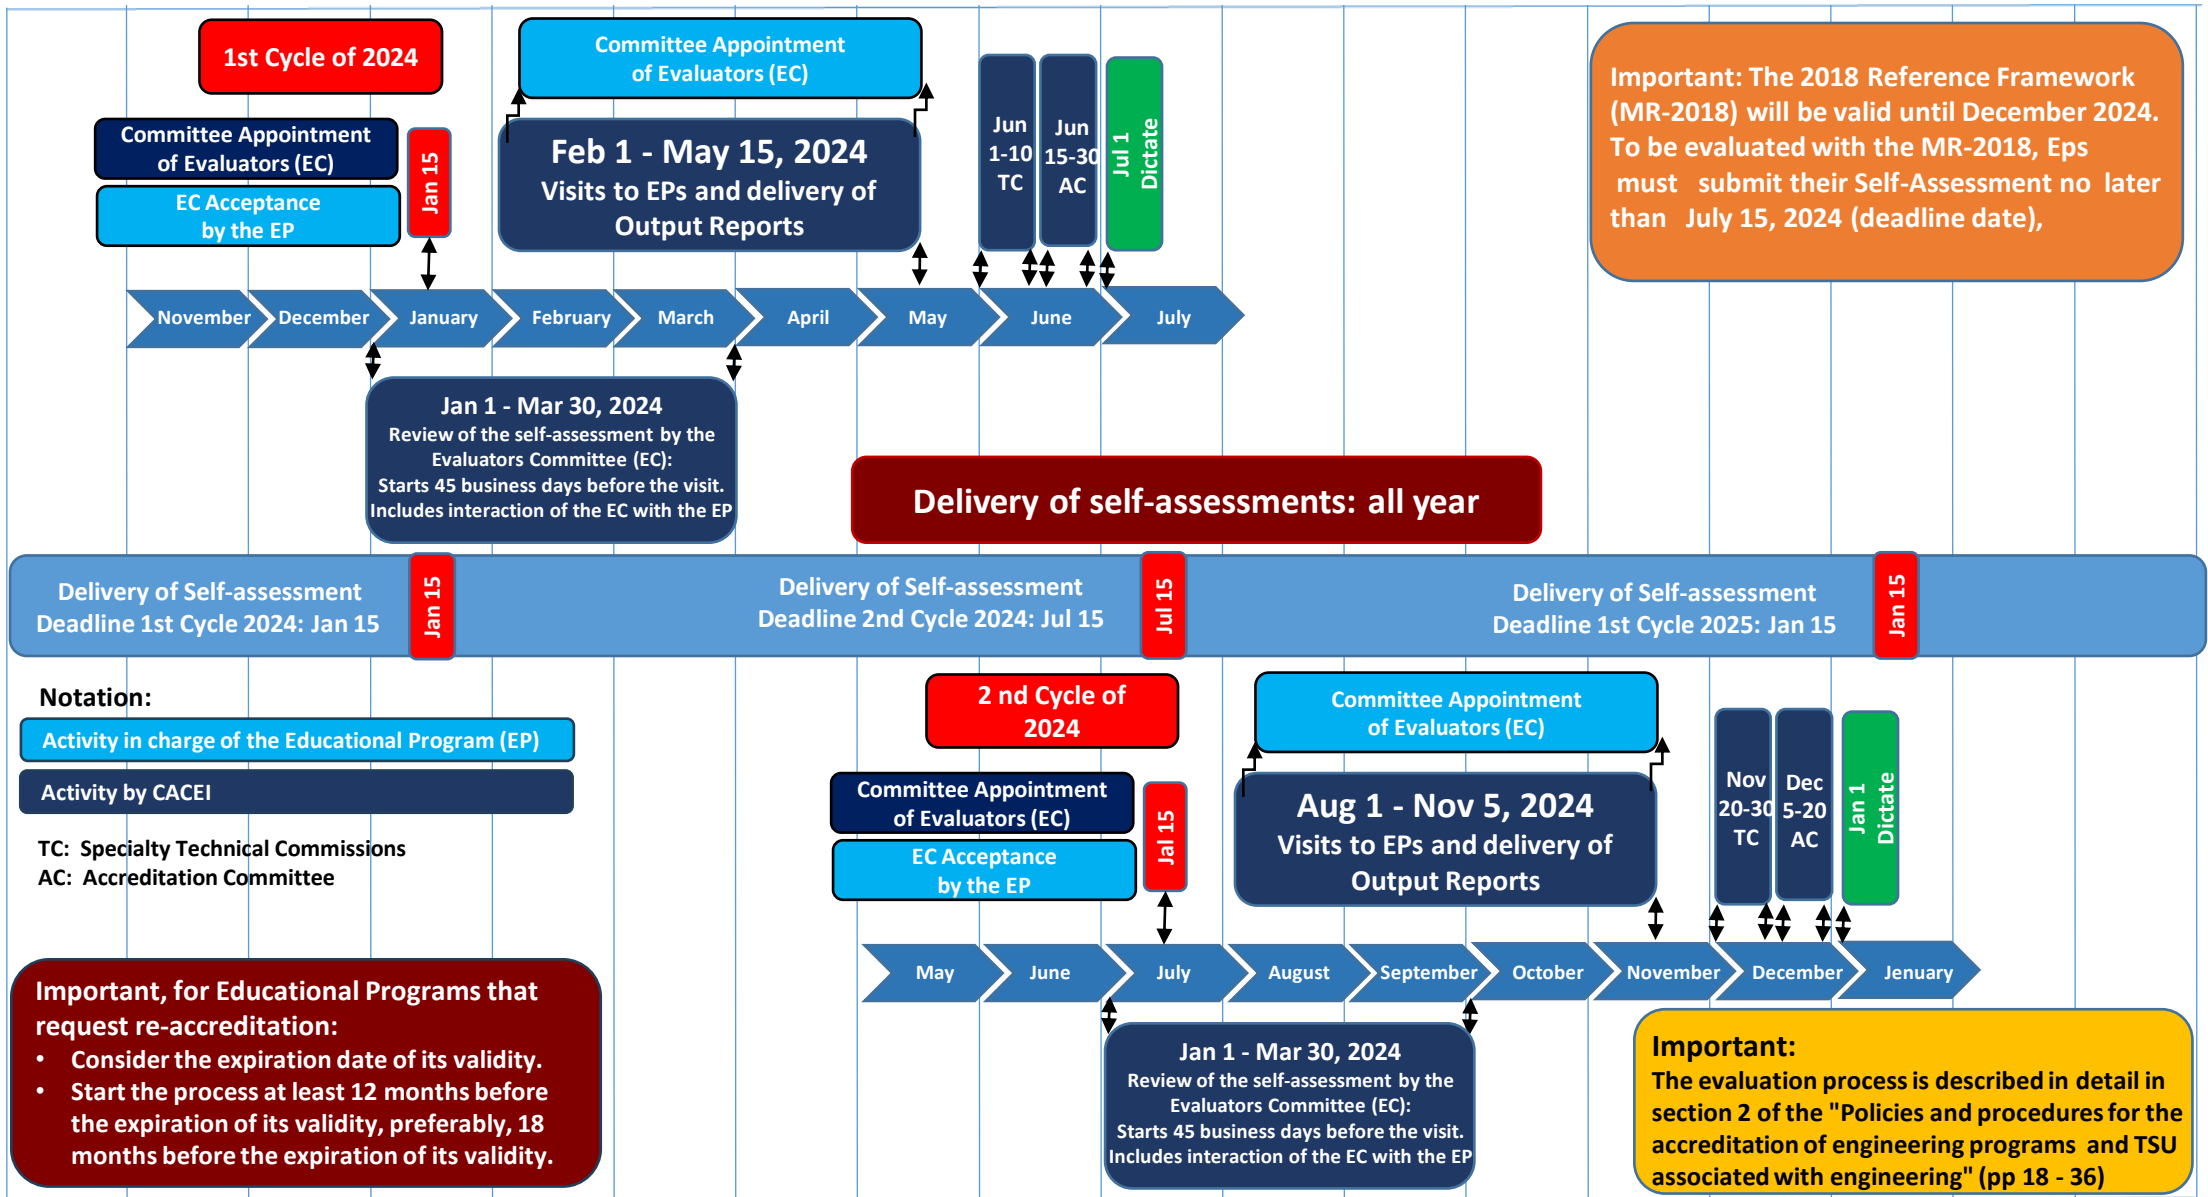 1st Cycle of 2024
Committee Appointment
of Evaluators (EC)
EC Acceptance
by the EP
Jan 15
Committee Appointment
of Evaluators (EC)
Feb 1 - May 15, 2024
Visits to EPs and delivery of
Output Reports
Jun
1-10
TC
Jun
15-30
AC
Jul 1
Dictate
Important: The 2018 Reference Framework
(MR-2018) will be valid until December 2024.
To be evaluated with the MR-2018, Eps
must submit their Self-Assessment no later
than July 15, 2024 (deadline date),
November
December
January
February
March
April
May
June
July
Jan 1 - Mar 30, 2024
Review of the self-assessment by the
Evaluators Committee (EC):
Starts 45 business days before the visit.
Includes interaction of the EC with the EP
Delivery of self-assessments: all year
Delivery of Self-assessment
Deadline 1st Cycle 2024: Jan 15
Jan 15
Delivery of Self-assessment
Deadline 2nd Cycle 2024: Jul 15
Jul 15
Delivery of Self-assessment
Deadline 1st Cycle 2025: Jan 15
Jan 15
Notation:
Activity in charge of the Educational Program (EP)
Activity by CACEI
TC: Specialty Technical Commissions
AC: Accreditation Committee
2 nd Cycle of
2024
Committee Appointment
of Evaluators (EC)
EC Acceptance
by the EP
Jal 15
Committee Appointment
of Evaluators (EC)
Aug 1 - Nov 5, 2024
Visits to EPs and delivery of
Output Reports
Nov
20-30
TC
Dec
5-20
AC
Jan 1
Dictate
May
June
July
August
September
October
November
December
Jenuary
Jan 1 - Mar 30, 2024
Review of the self-assessment by the
Evaluators Committee (EC):
Starts 45 business days before the visit.
Includes interaction of the EC with the EP
Important, for Educational Programs that
request re-accreditation:
• Consider the expiration date of its validity.
• Start the process at least 12 months before
the expiration of its validity, preferably, 18
months before the expiration of its validity.
Important:
The evaluation process is described in detail in
section 2 of the "Policies and procedures for the
accreditation of engineering programs and TSU
associated with engineering" (pp 18 - 36)